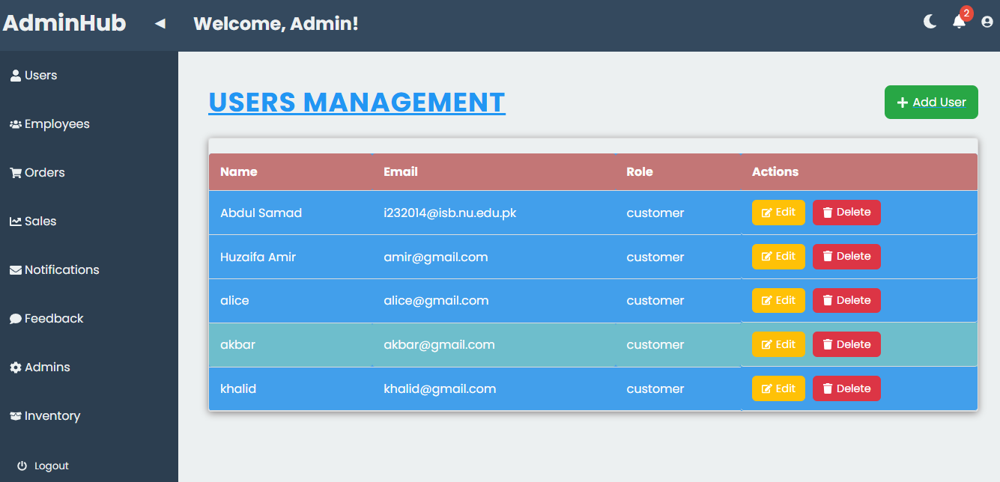 AdminHub ◀ Welcome, Admin! 2
Users
Employees
Orders
Sales
Notifications
Feedback
Admins
Inventory
Logout
USERS MANAGEMENT
+ Add User
Name Email Role Actions
Abdul Samad i232014@isb.nu.edu.pk customer Edit Delete
Huzaifa Amir amir@gmail.com customer Edit Delete
alice alice@gmail.com customer Edit Delete
akbar akbar@gmail.com customer Edit Delete
khalid khalid@gmail.com customer Edit Delete